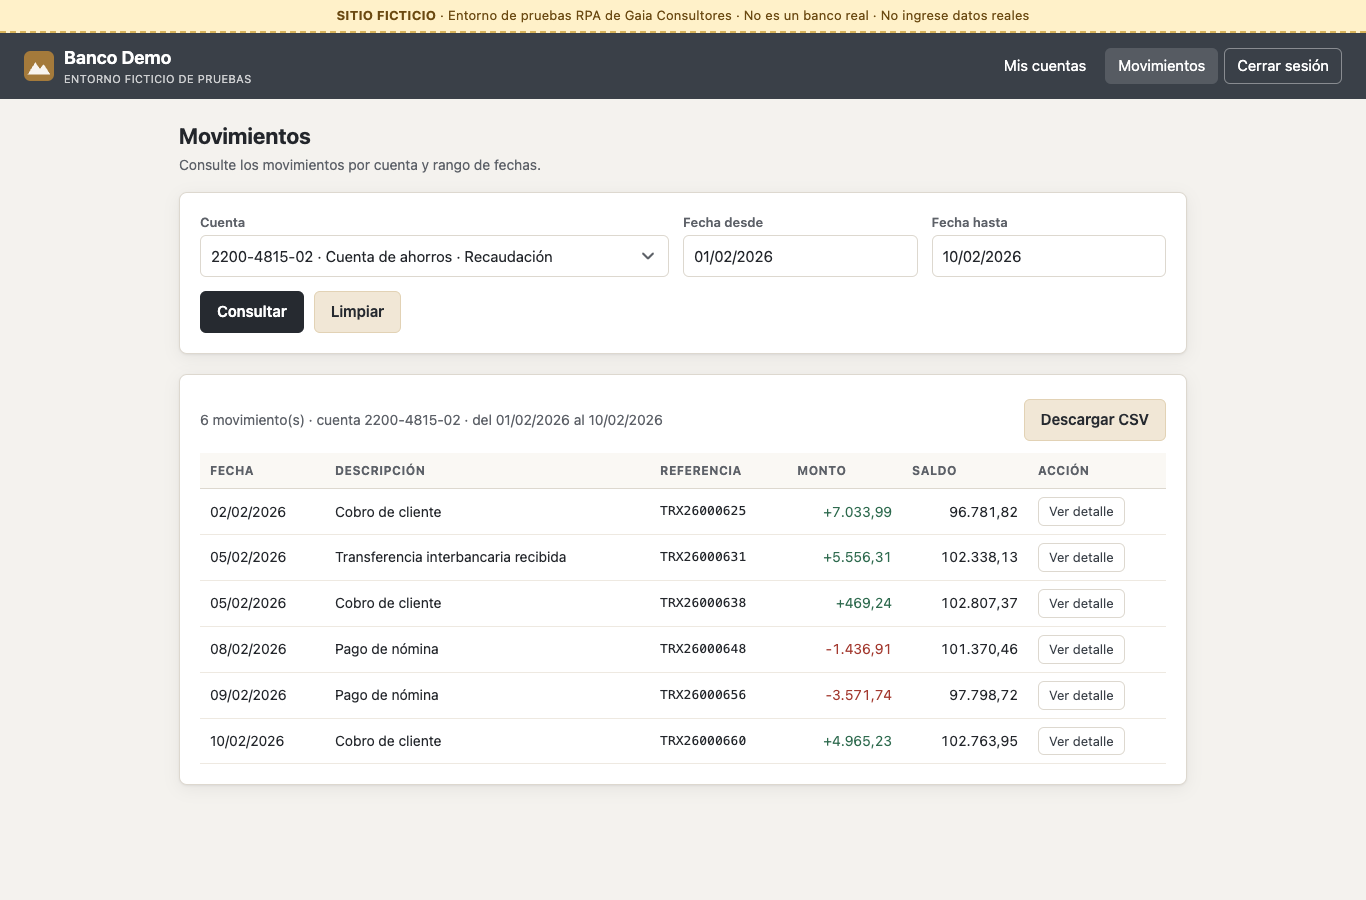 SITIO FICTICIO · Entorno de pruebas RPA de Gaia Consultores · No es un banco real · No ingrese datos reales
Banco Demo
ENTORNO FICTICIO DE PRUEBAS
Mis cuentas Movimientos Cerrar sesión
Movimientos
Consulte los movimientos por cuenta y rango de fechas.
Cuenta Fecha desde Fecha hasta
2200-4815-02 · Cuenta de ahorros · Recaudación 01/02/2026 10/02/2026
Consultar Limpiar
6 movimiento(s) · cuenta 2200-4815-02 · del 01/02/2026 al 10/02/2026 Descargar CSV
FECHA DESCRIPCIÓN REFERENCIA MONTO SALDO ACCIÓN
02/02/2026 Cobro de cliente TRX26000625 +7.033,99 96.781,82 Ver detalle
05/02/2026 Transferencia interbancaria recibida TRX26000631 +5.556,31 102.338,13 Ver detalle
05/02/2026 Cobro de cliente TRX26000638 +469,24 102.807,37 Ver detalle
08/02/2026 Pago de nómina TRX26000648 -1.436,91 101.370,46 Ver detalle
09/02/2026 Pago de nómina TRX26000656 -3.571,74 97.798,72 Ver detalle
10/02/2026 Cobro de cliente TRX26000660 +4.965,23 102.763,95 Ver detalle